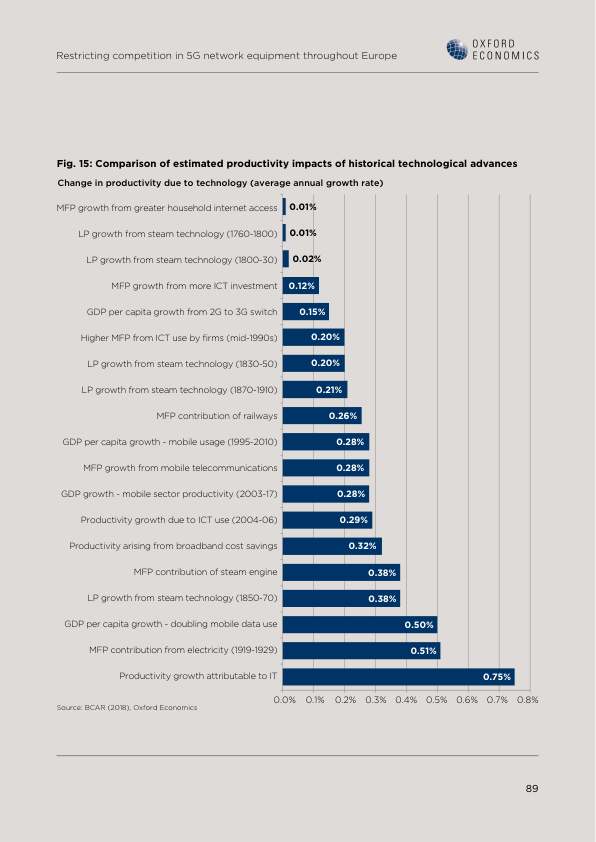 Restricting competition in 5G network equipment throughout Europe
OXFORD
ECONOMICS
Fig. 15: Comparison of estimated productivity impacts of historical technological advances
Change in productivity due to technology (average annual growth rate)
MFP growth from greater household internet access 0.01%
LP growth from steam technology (1760-1800) 0.01%
LP growth from steam technology (1800-30) 0.02%
MFP growth from more ICT investment 0.12%
GDP per capita growth from 2G to 3G switch 0.15%
Higher MFP from ICT use by firms (mid-1990s) 0.20%
LP growth from steam technology (1830-50) 0.20%
LP growth from steam technology (1870-1910) 0.21%
MFP contribution of railways 0.26%
GDP per capita growth - mobile usage (1995-2010) 0.28%
MFP growth from mobile telecommunications 0.28%
GDP growth - mobile sector productivity (2003-17) 0.28%
Productivity growth due to ICT use (2004-06) 0.29%
Productivity arising from broadband cost savings 0.32%
MFP contribution of steam engine 0.38%
LP growth from steam technology (1850-70) 0.38%
GDP per capita growth - doubling mobile data use 0.50%
MFP contribution from electricity (1919-1929) 0.51%
Productivity growth attributable to IT 0.75%
0.0% 0.1% 0.2% 0.3% 0.4% 0.5% 0.6% 0.7% 0.8%
Source: BCAR (2018), Oxford Economics
89